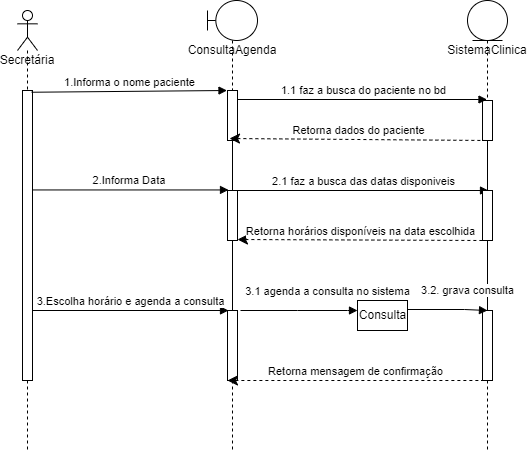 Secretária
ConsultaAgenda
SistemaClinica
1.Informa o nome paciente
1.1 faz a busca do paciente no bd
Retorna dados do paciente
2.Informa Data
2.1 faz a busca das datas disponiveis
Retorna horários disponíveis na data escolhida
3.Escolha horário e agenda a consulta
3.1 agenda a consulta no sistema
3.2. grava consulta
Consulta
Retorna mensagem de confirmação